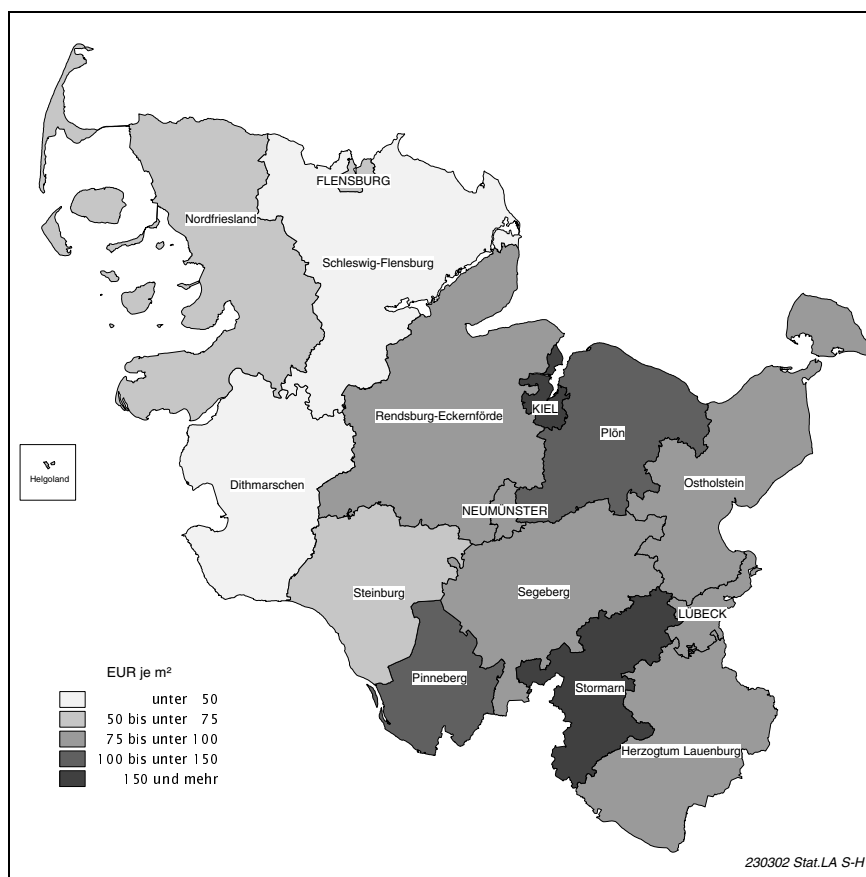 FLENSBURG
Nordfriesland
Schleswig-Flensburg
Rendsburg-Eckernförde
KIEL
Plön
Helgoland
Dithmarschen
Ostholstein
NEUMÜNSTER
Steinburg
Segeberg
LÜBECK
Pinneberg
Stormarn
Herzogtum Lauenburg
EUR je m²
unter 50
50 bis unter 75
75 bis unter 100
100 bis unter 150
150 und mehr
230302 Stat.LA S-H